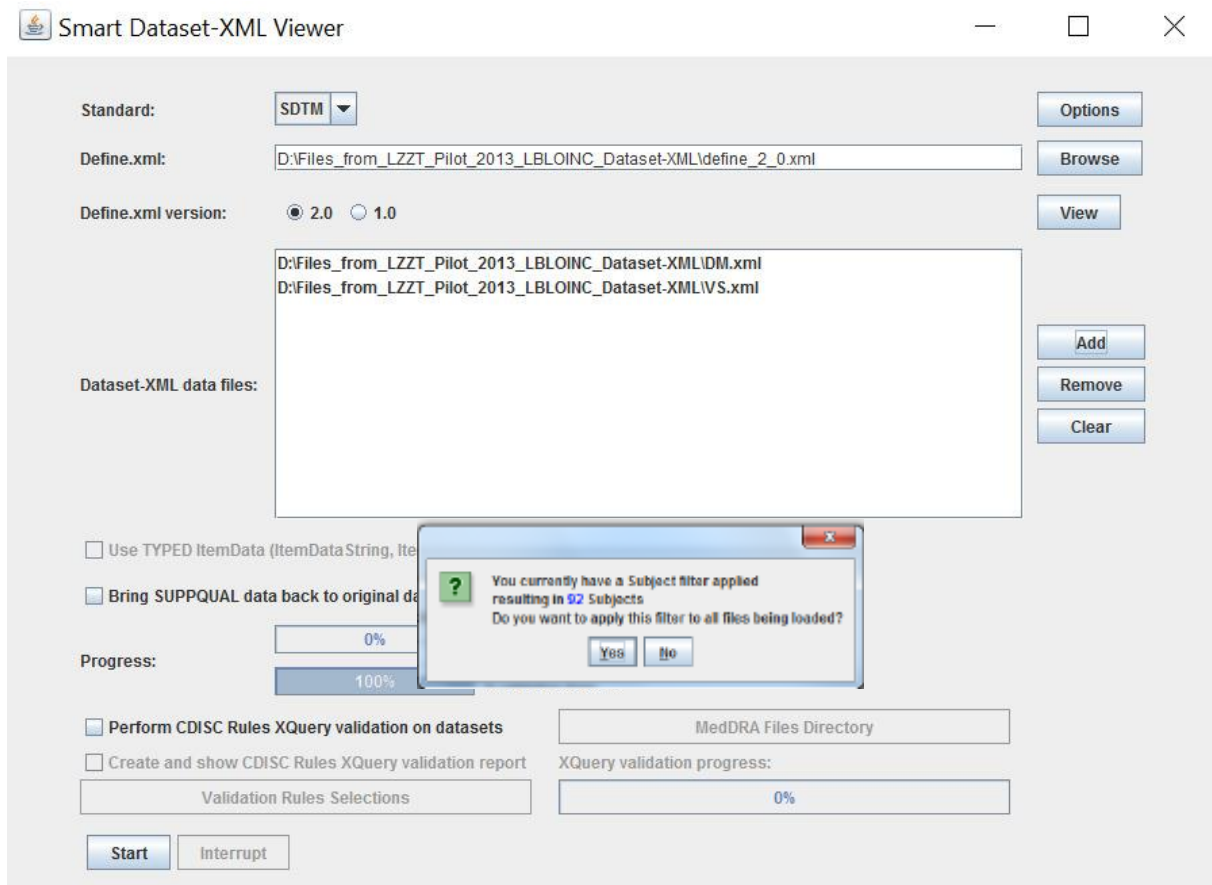 Smart Dataset-XML Viewer
Standard: SDTM Options
Define.xml: D:\Files_from_LZZT_Pilot_2013_LBLOINC_Dataset-XML\define_2_0.xml Browse
Define.xml version: 2.0 1.0 View
D:\Files_from_LZZT_Pilot_2013_LBLOINC_Dataset-XML\DM.xml
D:\Files_from_LZZT_Pilot_2013_LBLOINC_Dataset-XML\VS.xml
Add
Dataset-XML data files: Remove
Clear
Use TYPED ItemData (ItemDataString, Ite
Bring SUPPQUAL data back to original da
You currently have a Subject filter applied
resulting in 92 Subjects
Do you want to apply this filter to all files being loaded?
Yes No
0%
Progress:
100%
Perform CDISC Rules XQuery validation on datasets MedDRA Files Directory
Create and show CDISC Rules XQuery validation report XQuery validation progress:
Validation Rules Selections 0%
Start Interrupt